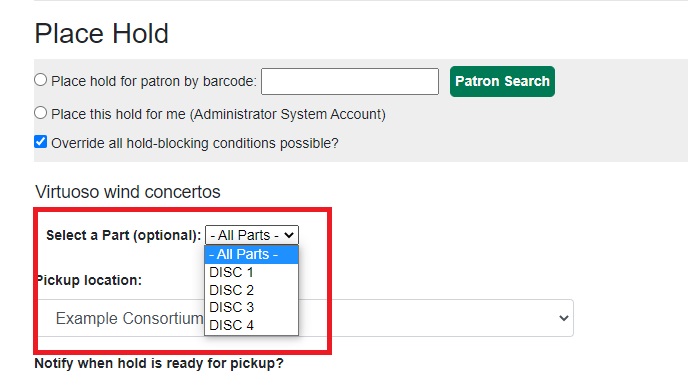 Place Hold
Place hold for patron by barcode: Patron Search
Place this hold for me (Administrator System Account)
Override all hold-blocking conditions possible?
Virtuoso wind concertos
Select a Part (optional): - All Parts -
- All Parts -
DISC 1
Pickup location:
DISC 2
DISC 3
Example Consortium
DISC 4
Notify when hold is ready for pickup?